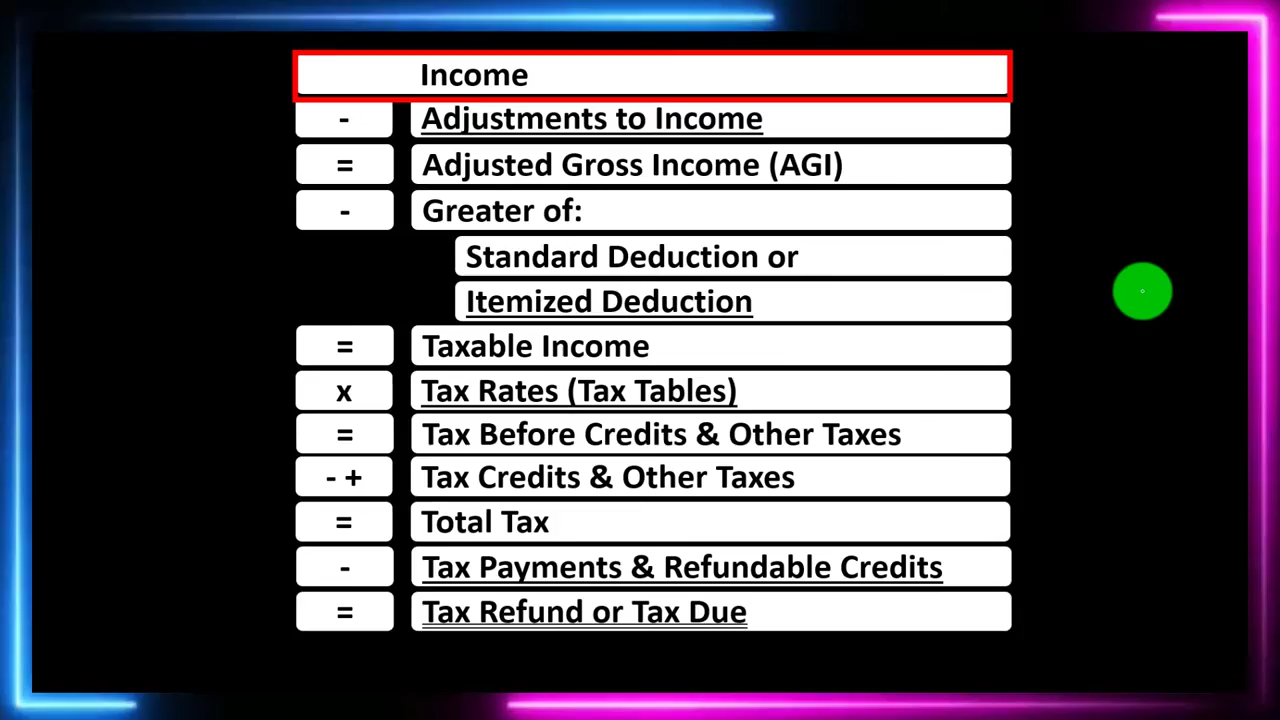 Income
- Adjustments to Income
= Adjusted Gross Income (AGI)
- Greater of:
Standard Deduction or
Itemized Deduction
= Taxable Income
x Tax Rates (Tax Tables)
= Tax Before Credits & Other Taxes
- + Tax Credits & Other Taxes
= Total Tax
- Tax Payments & Refundable Credits
= Tax Refund or Tax Due